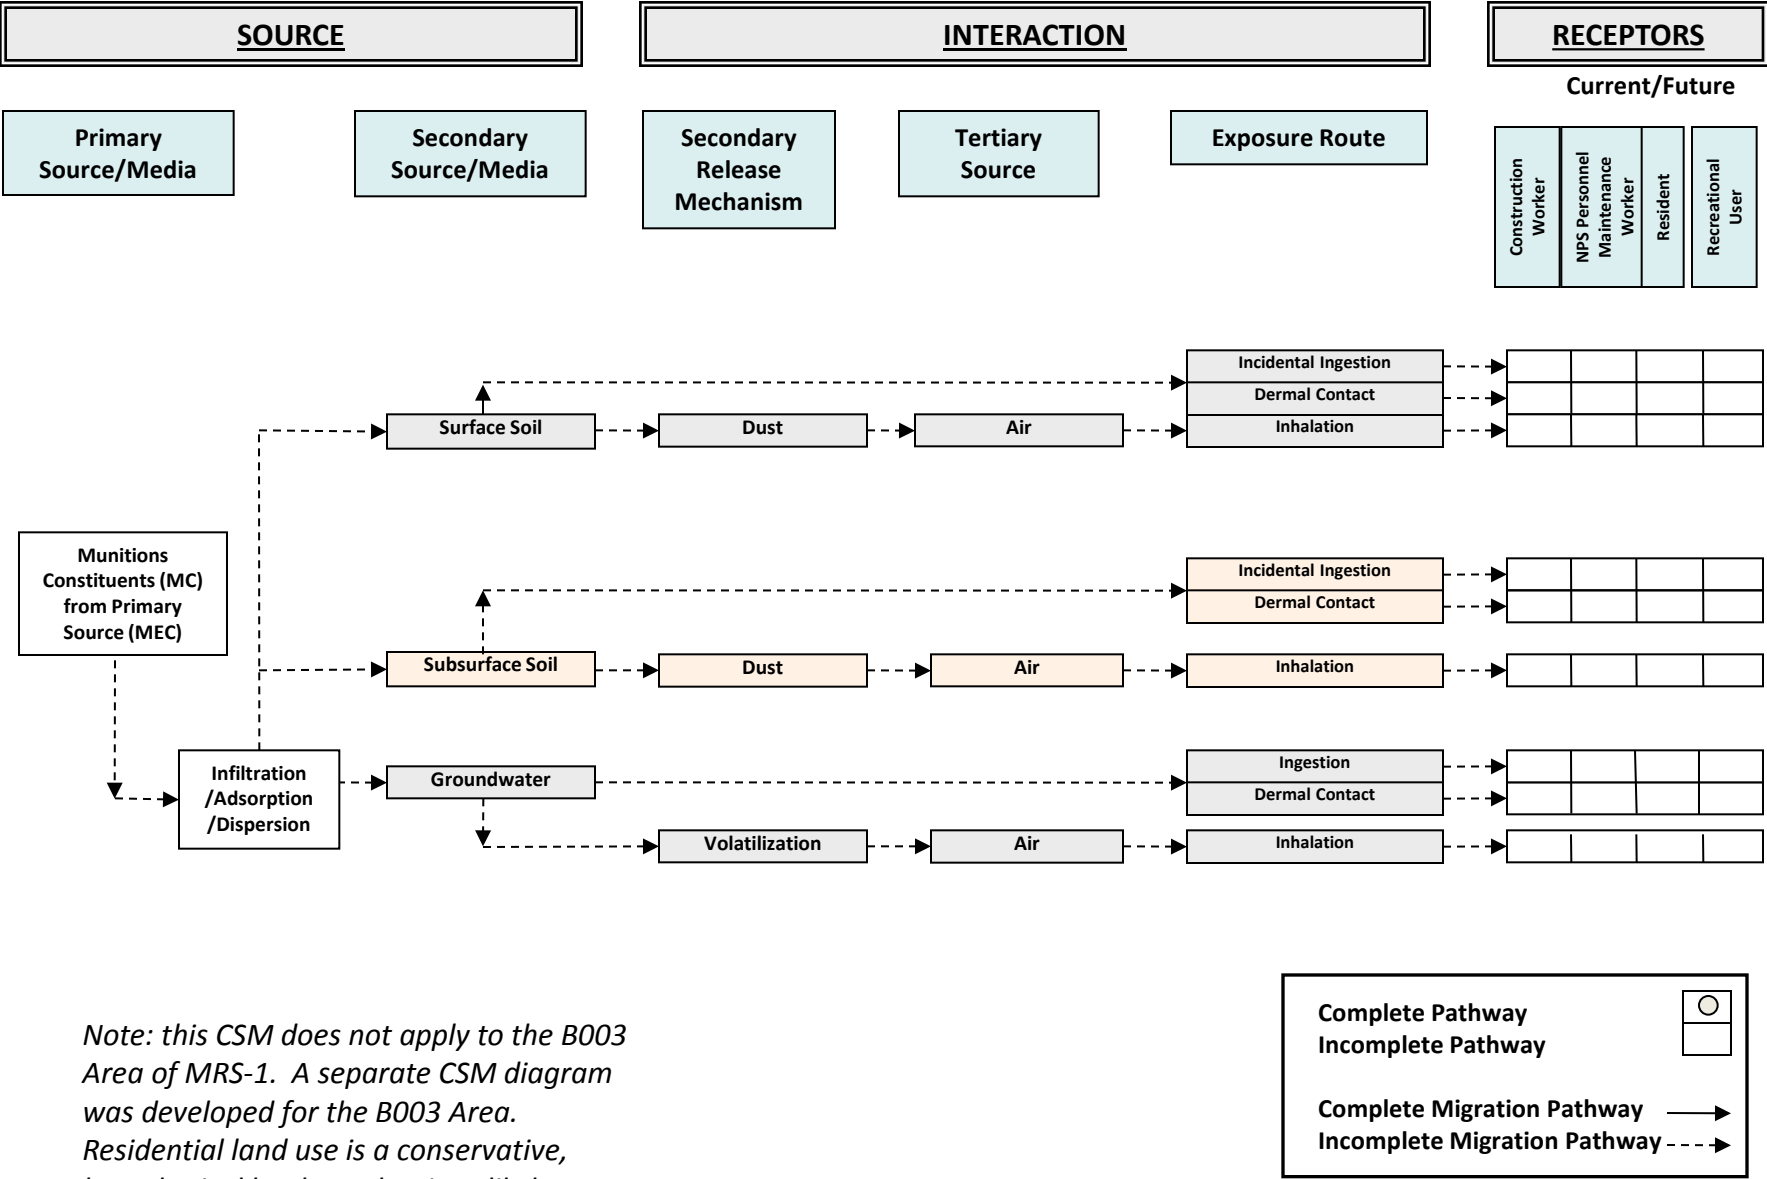 SOURCE
INTERACTION
RECEPTORS
Current/Future
Primary
Source/Media
Secondary
Source/Media
Secondary
Release
Mechanism
Tertiary
Source
Exposure Route
Construction
Worker
NPS Personnel
Maintenance
Worker
Resident
Recreational
User
Incidental Ingestion
Dermal Contact
Surface Soil
Dust
Air
Inhalation
Munitions
Constituents (MC)
from Primary
Source (MEC)
Incidental Ingestion
Dermal Contact
Subsurface Soil
Dust
Air
Inhalation
Infiltration
/Adsorption
/Dispersion
Groundwater
Ingestion
Dermal Contact
Volatilization
Air
Inhalation
Note: this CSM does not apply to the B003
Area of MRS-1. A separate CSM diagram
was developed for the B003 Area.
Residential land use is a conservative,
Complete Pathway
Incomplete Pathway
Complete Migration Pathway
Incomplete Migration Pathway